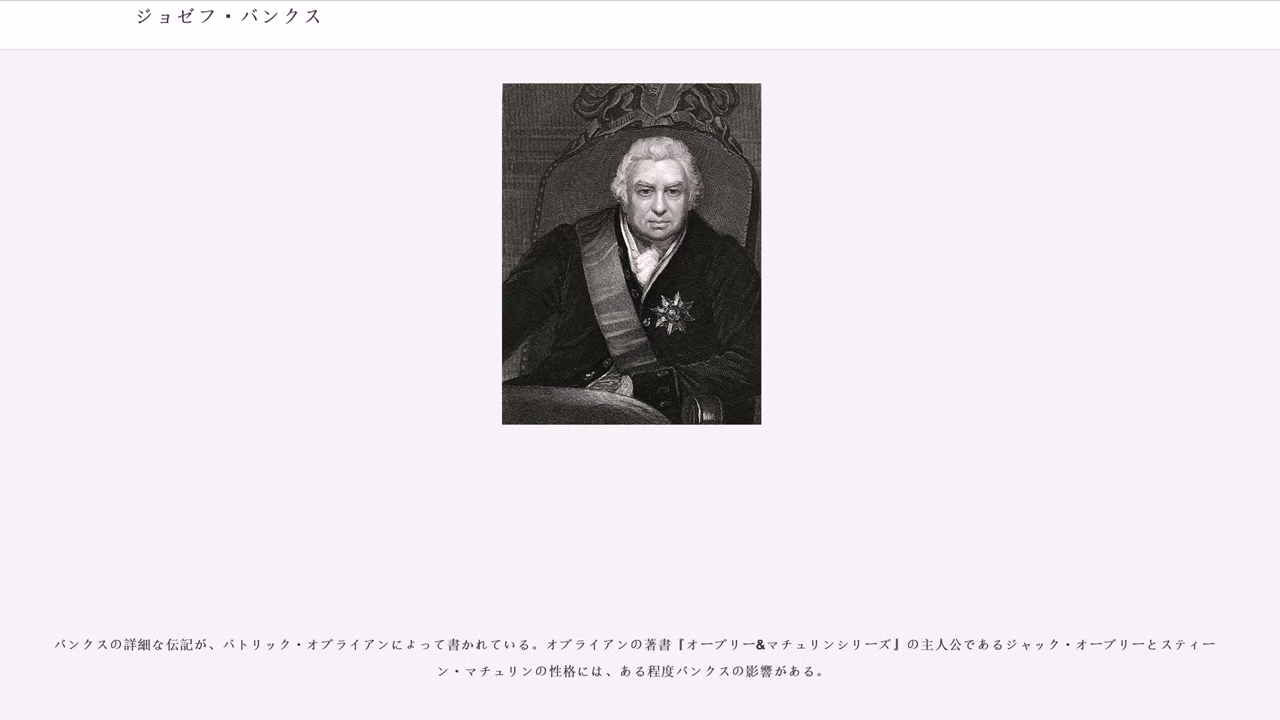 ジョゼフ・バンクス
バンクスの詳細な伝記が、パトリック・オブライアンによって書かれている。オブライアンの著書『オーブリー&マチュリンシリーズ』の主人公であるジャック・オーブリーとスティー
ン・マチュリンの性格には、ある程度バンクスの影響がある。